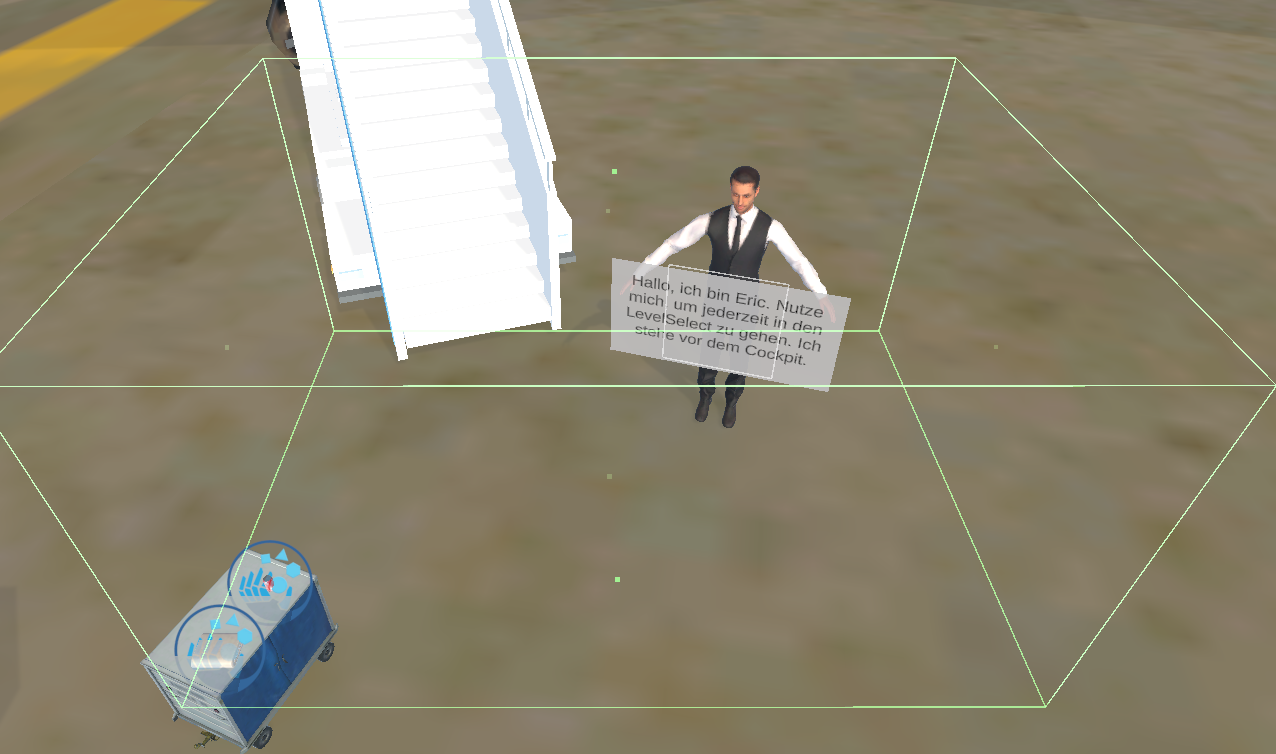 Hallo, ich bin Eric. Nutze
mich, um jederzeit in den
LevelSelect zu gehen. Ich
stehe vor dem Cockpit.